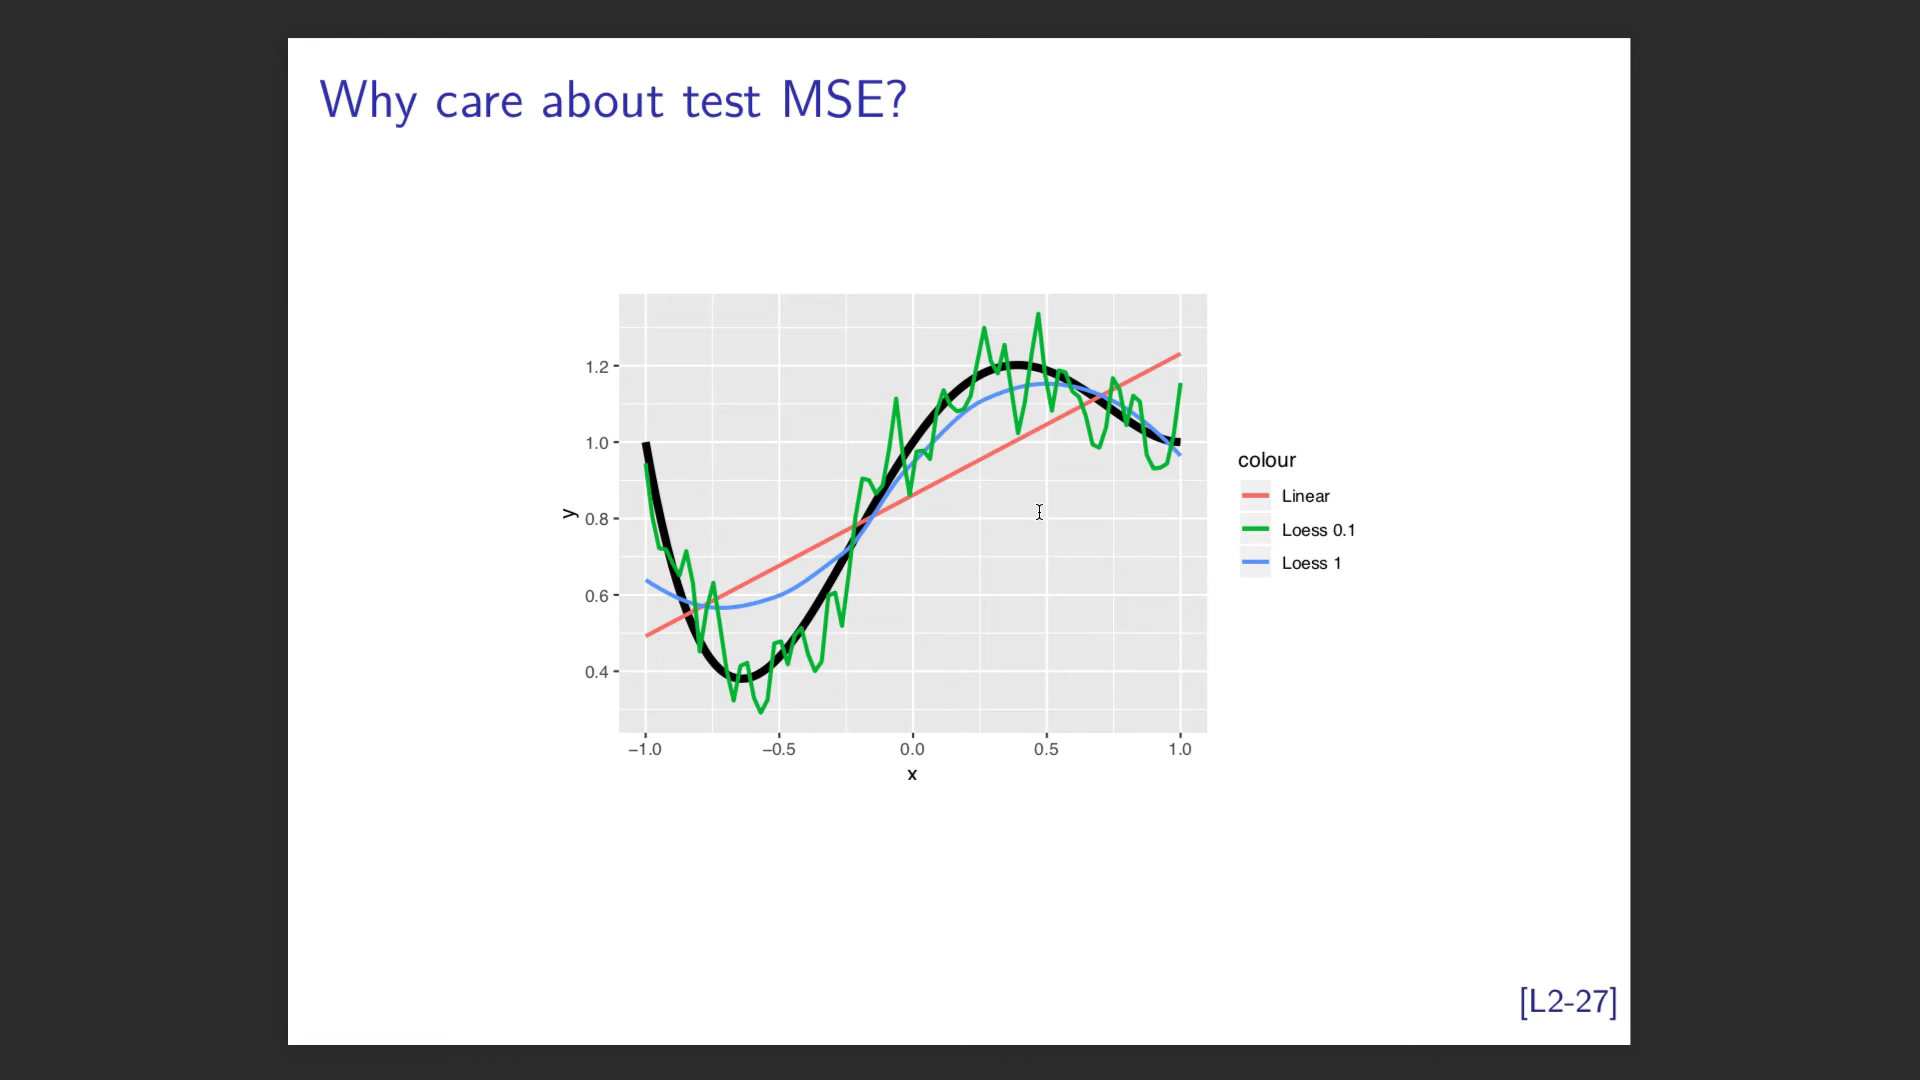 Why care about test MSE?
1.2
1.0
0.8
0.6
0.4
y
−1.0 −0.5 0.0 0.5 1.0
x
colour
Linear
Loess 0.1
Loess 1
[L2-27]